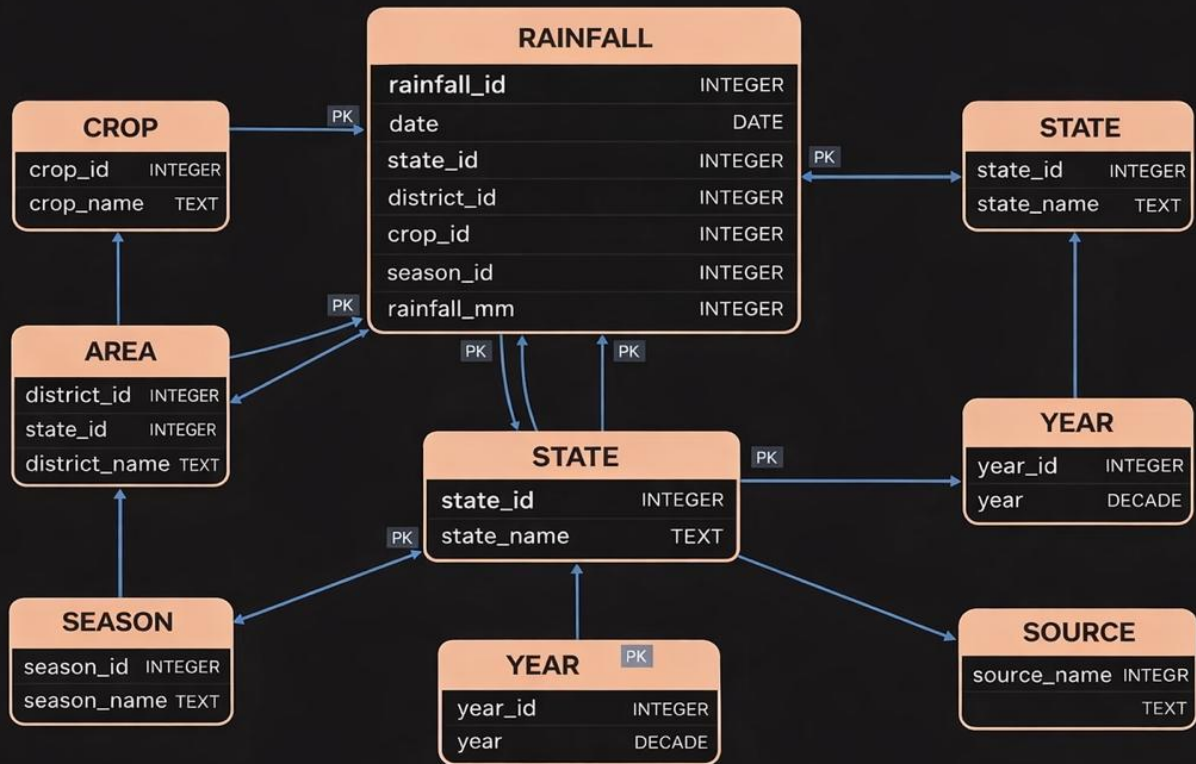 RAINFALL
rainfall_id INTEGER
date DATE
state_id INTEGER
district_id INTEGER
crop_id INTEGER
season_id INTEGER
rainfall_mm INTEGER
PK
CROP
crop_id INTEGER
crop_name TEXT
PK
STATE
state_id INTEGER
state_name TEXT
PK
AREA
district_id INTEGER
state_id INTEGER
district_name TEXT
PK
PK
STATE
state_id INTEGER
state_name TEXT
PK
YEAR
year_id INTEGER
year DECADE
PK
SEASON
season_id INTEGER
season_name TEXT
YEAR PK
year_id INTEGER
year DECADE
SOURCE
source_name INTEGR
TEXT